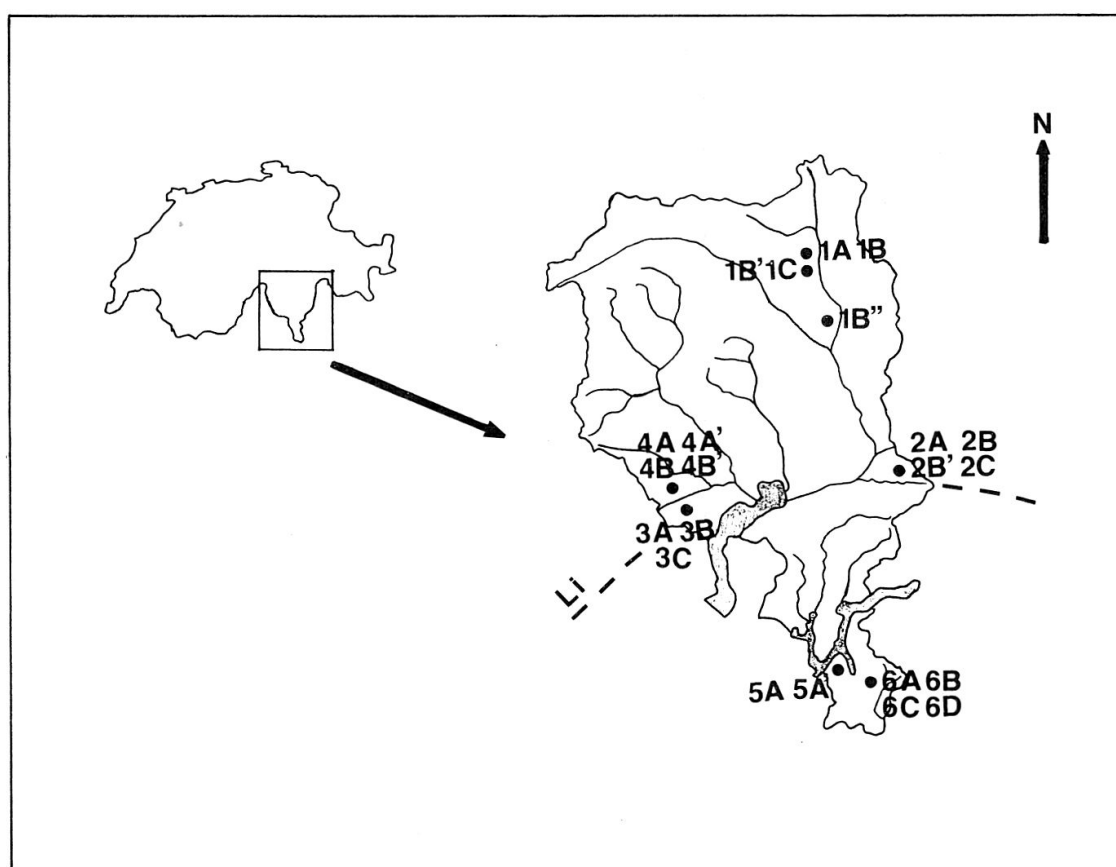 N
1A 1B
1B' 1C
1B"
4A 4A'
4B 4B'
2A 2B
2B' 2C
3A 3B
3C
Li
5A 5A
6A 6B
6C 6D